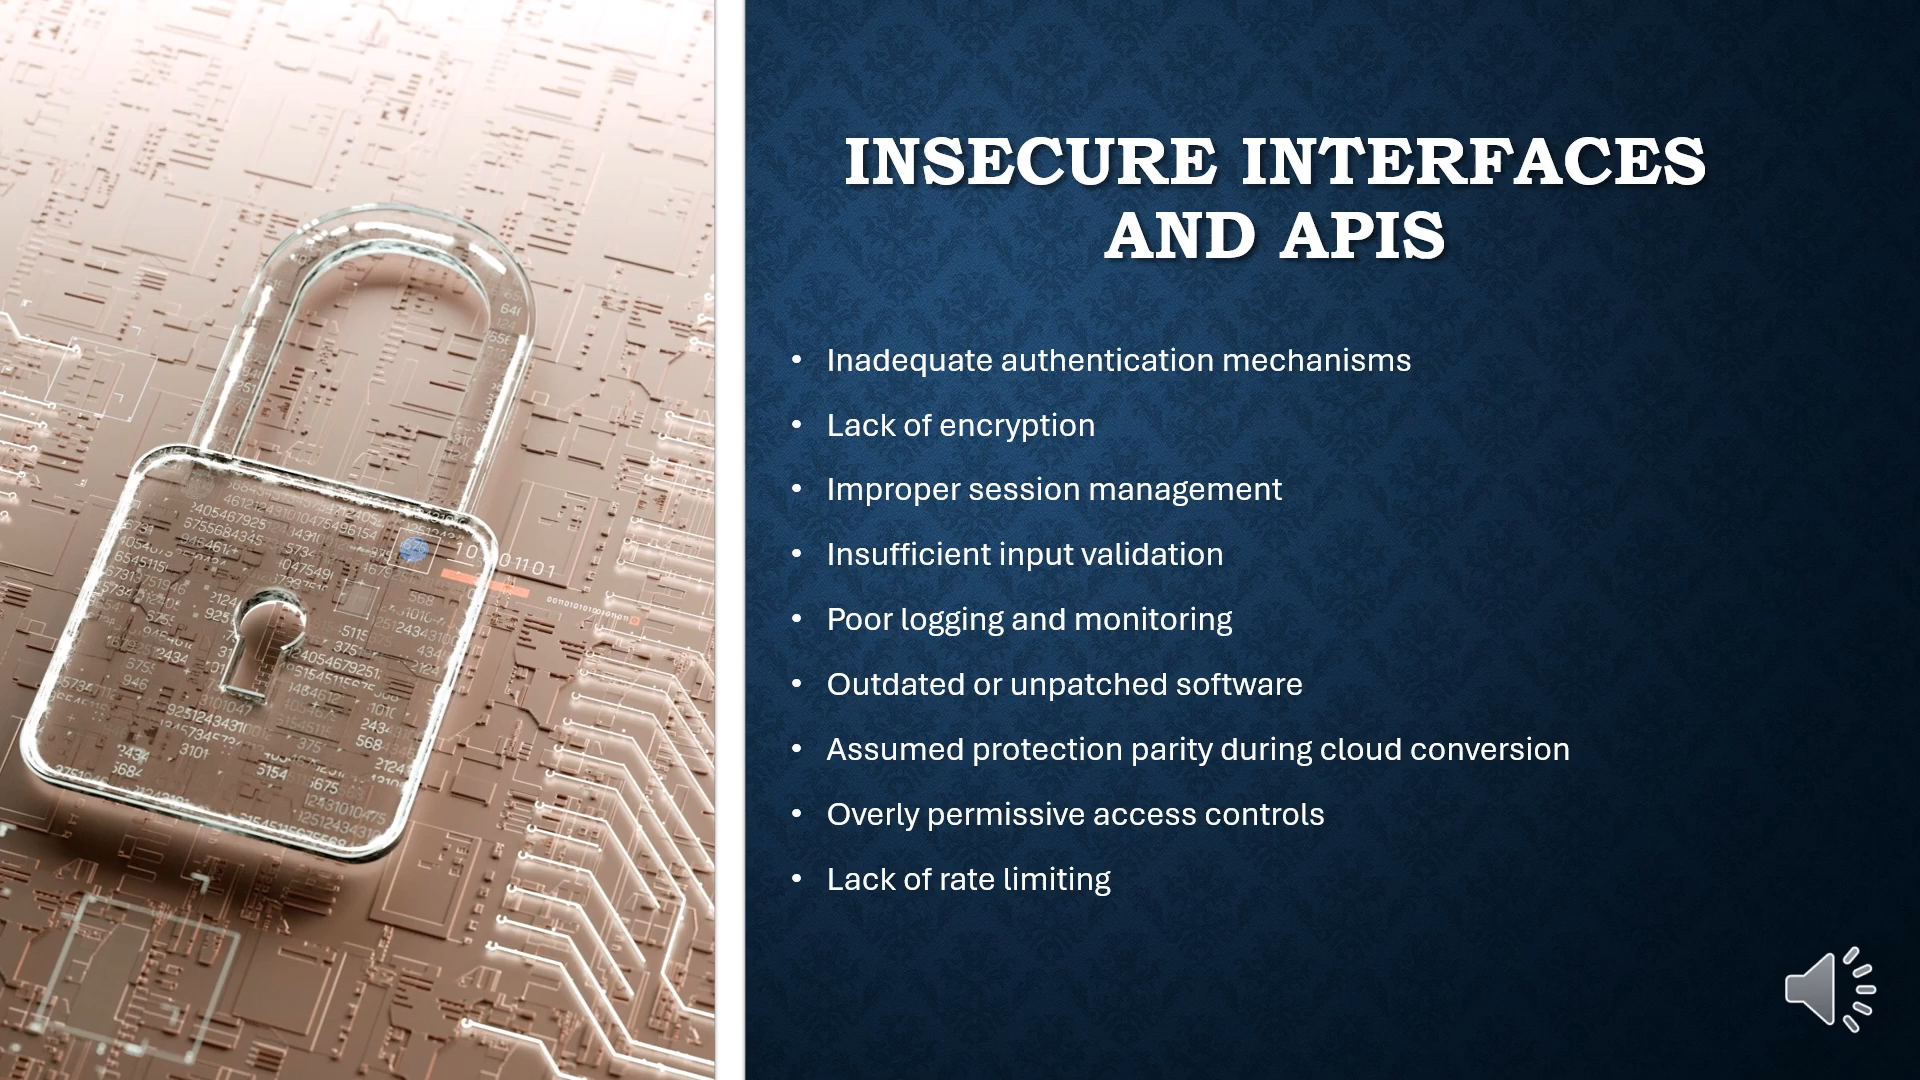 INSECURE INTERFACES
AND APIS
• Inadequate authentication mechanisms
• Lack of encryption
• Improper session management
• Insufficient input validation
• Poor logging and monitoring
• Outdated or unpatched software
• Assumed protection parity during cloud conversion
• Overly permissive access controls
• Lack of rate limiting